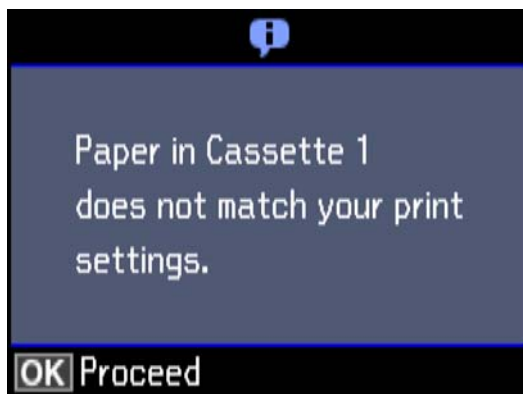 Paper in Cassette 1
does not match your print
settings.
OK Proceed